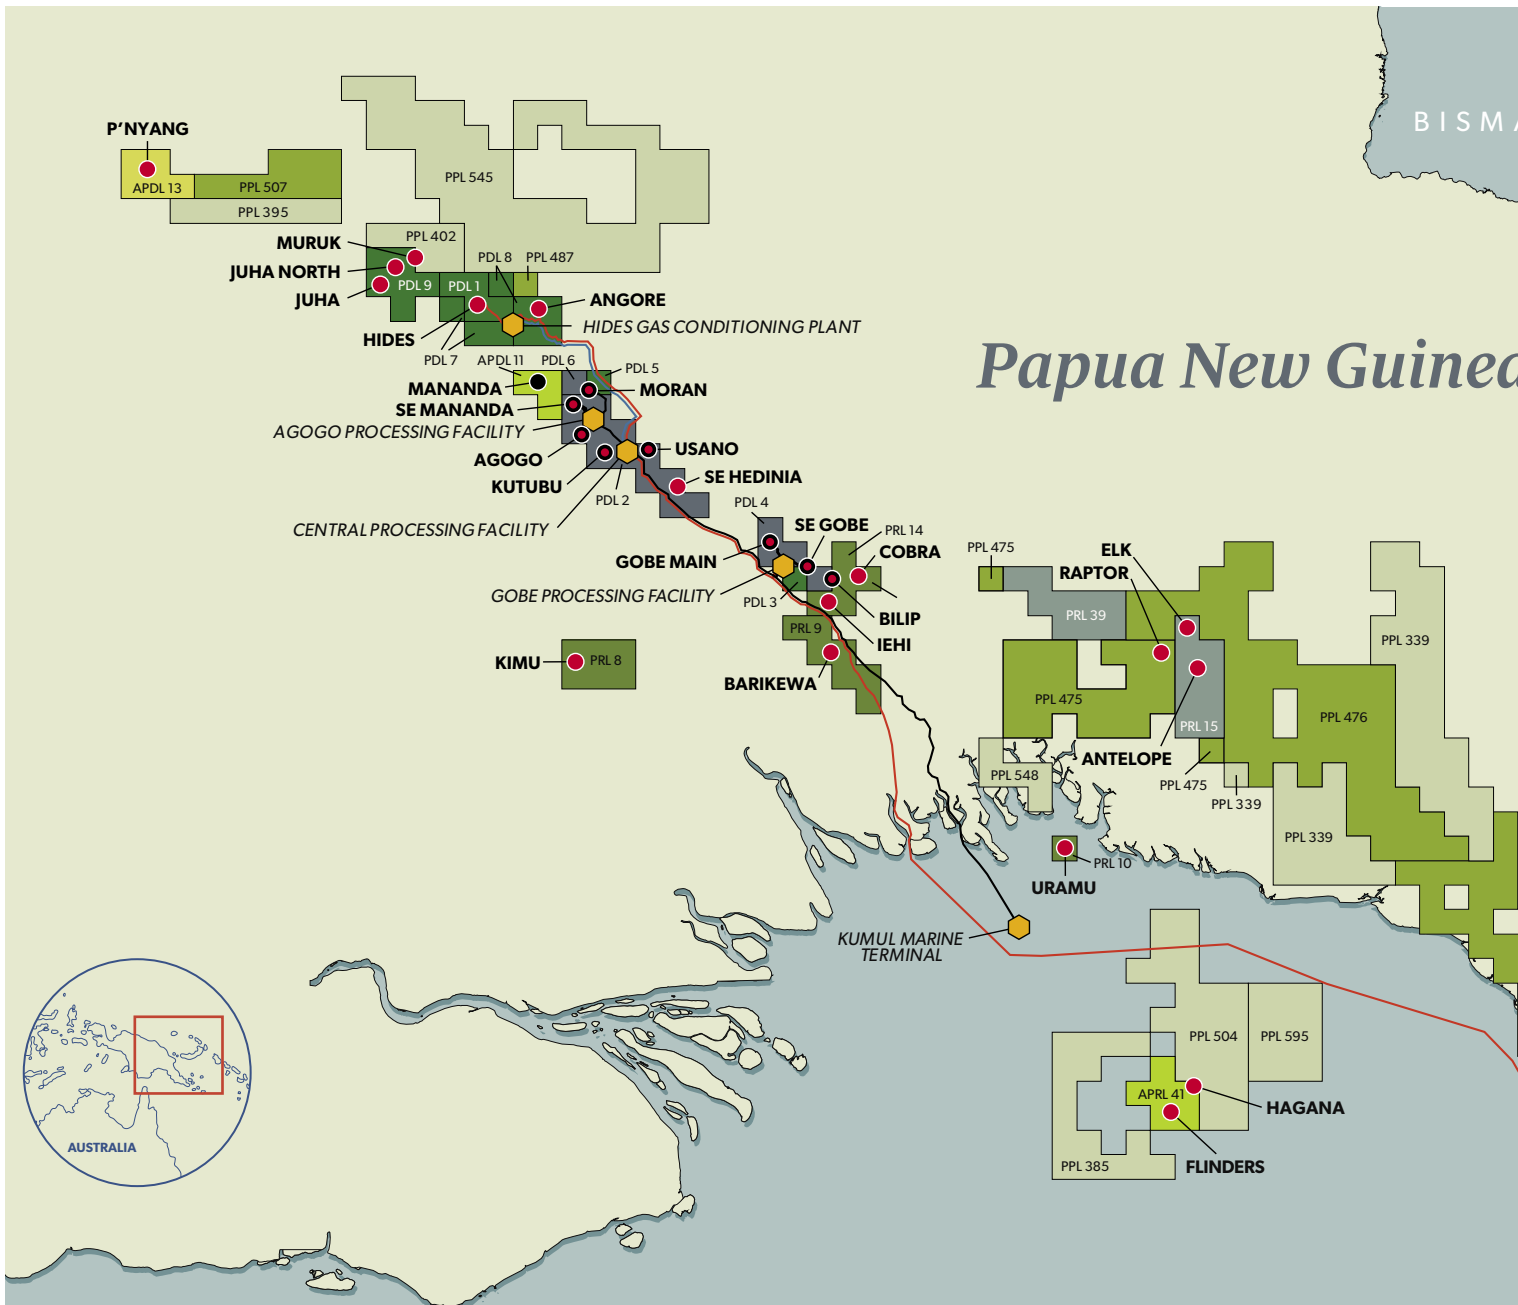 BISMA
P'NYANG
APDL 13
PPL 507
PPL 395
PPL 545
MURUK
PPL 402
JUHA NORTH
PDL 8
PPL 487
JUHA
PDL 9
PDL 1
ANGORE
HIDES GAS CONDITIONING PLANT
HIDES
PDL 7
APDL 11
PDL 6
PDL 5
Papua New Guinea
MANANDA
MORAN
SE MANANDA
AGOGO PROCESSING FACILITY
USANO
AGOGO
SE HEDINIA
KUTUBU
PDL 2
PDL 4
CENTRAL PROCESSING FACILITY
SE GOBE
PRL 14
COBRA
GOBE MAIN
PPL 475
ELK
RAPTOR
GOBE PROCESSING FACILITY
PDL 3
BILIP
PRL 9
IEHI
PRL 39
PPL 339
KIMU
PRL 8
BARIKEWA
PPL 475
PPL 476
PRL 15
ANTELOPE
PPL 548
PPL 475
PPL 339
PPL 339
PRL 10
URAMU
KUMUL MARINE
TERMINAL
PPL 504
PPL 595
APRL 41
HAGANA
PPL 385
FLINDERS
AUSTRALIA